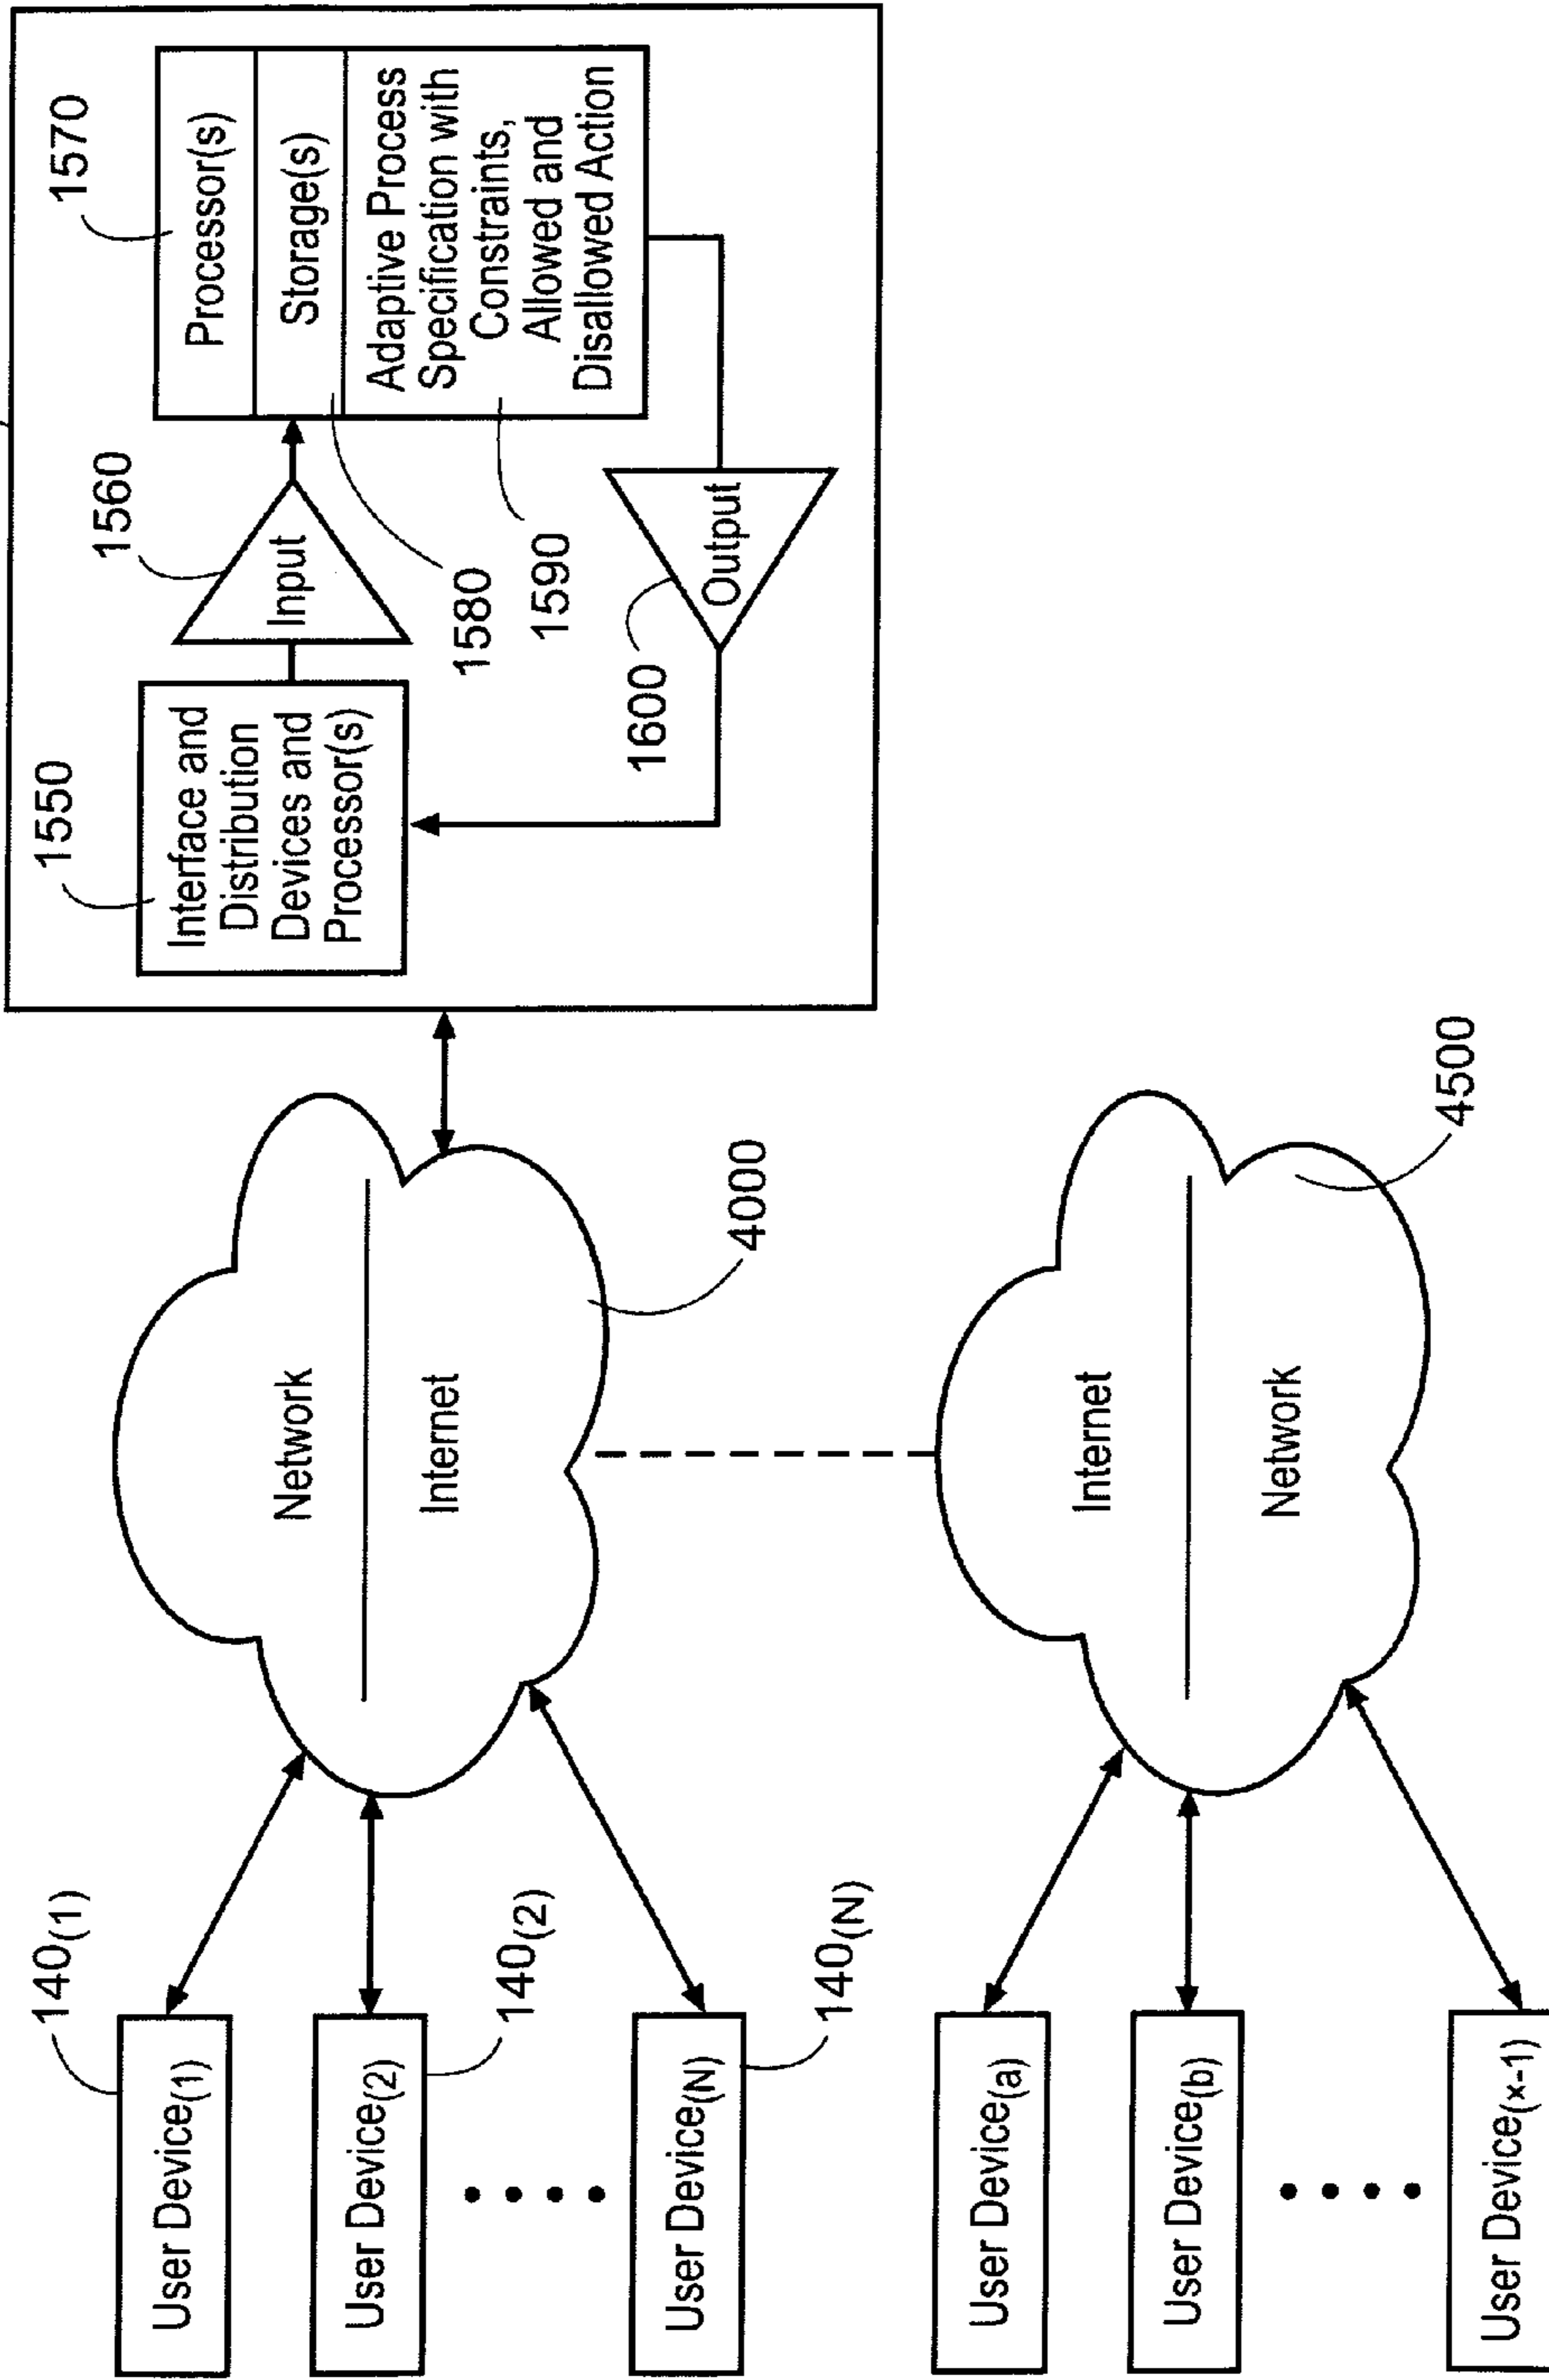 1550
Interface and
Distribution
Devices and
Processor(s)
1560
Input
1570
Processor(s)
Storage(s)
Adaptive Process
Specification with
Constraints,
Allowed and
Disallowed Action
1580
1590
1600
Output
140(1)
User Device(1)
User Device(2)
140(2)
User Device(N)
140(N)
Network
Internet
4000
User Device(a)
User Device(b)
User Device(x-1)
Internet
Network
4500